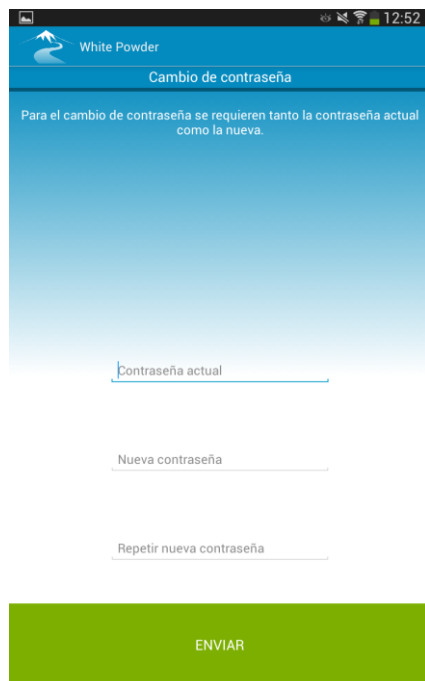 12:52
White Powder
Cambio de contraseña
Para el cambio de contraseña se requieren tanto la contraseña actual
como la nueva.
Contraseña actual
Nueva contraseña
Repetir nueva contraseña
ENVIAR